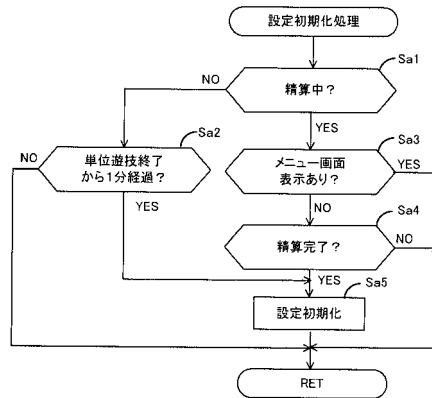 設定初期化処理
Sa1
NO
精算中?
YES
Sa2
Sa3
NO
単位遊技終了
から1分経過?
メニュー画面
表示あり?
YES
YES
NO
Sa4
精算完了?
NO
YES
Sa5
設定初期化
RET